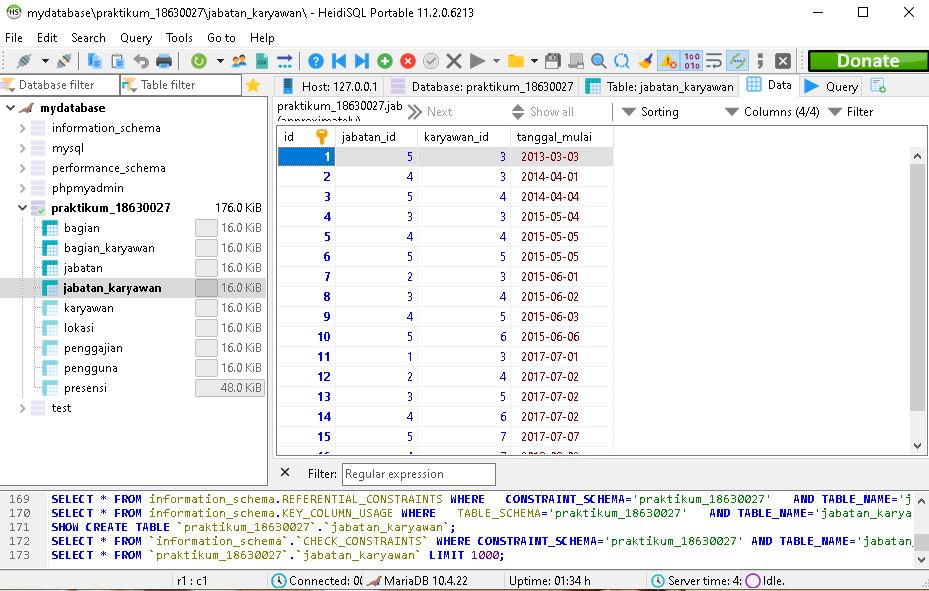 mydatabase\praktikum_18630027\jabatan_karyawan\ - HeidiSQL Portable 11.2.0.6213
File Edit Search Query Tools Go to Help
Donate
Database filter Table filter
Host: 127.0.0.1 Database: praktikum_18630027 Table: jabatan_karyawan Data Query
mydatabase
information_schema
mysql
performance_schema
phpmyadmin
praktikum_18630027 176.0 KiB
bagian 16.0 KiB
bagian_karyawan 16.0 KiB
jabatan 16.0 KiB
jabatan_karyawan 16.0 KiB
karyawan 16.0 KiB
lokasi 16.0 KiB
penggajian 16.0 KiB
pengguna 16.0 KiB
presensi 48.0 KiB
test
praktikum_18630027.jab Next Show all Sorting Columns (4/4) Filter
(approximately)
id jabatan_id karyawan_id tanggal_mulai
1 5 3 2013-03-03
2 4 3 2014-04-01
3 5 4 2014-04-04
4 3 3 2015-05-04
5 4 4 2015-05-05
6 5 5 2015-05-05
7 2 3 2015-06-01
8 3 4 2015-06-02
9 4 5 2015-06-03
10 5 6 2015-06-06
11 1 3 2017-07-01
12 2 4 2017-07-02
13 3 5 2017-07-02
14 4 6 2017-07-02
15 5 7 2017-07-07
Filter: Regular expression
169 SELECT * FROM information_schema.REFERENTIAL_CONSTRAINTS WHERE CONSTRAINT_SCHEMA='praktikum_18630027' AND TABLE_NAME='j
170 SELECT * FROM information_schema.KEY_COLUMN_USAGE WHERE TABLE_SCHEMA='praktikum_18630027' AND TABLE_NAME='jabatan_karya
171 SHOW CREATE TABLE `praktikum_18630027`.`jabatan_karyawan`;
172 SELECT * FROM `information_schema`.`CHECK_CONSTRAINTS` WHERE CONSTRAINT_SCHEMA='praktikum_18630027' AND TABLE_NAME='jabatan_
173 SELECT * FROM `praktikum_18630027`.`jabatan_karyawan` LIMIT 1000;
r1 : c1 Connected: 00 MariaDB 10.4.22 Uptime: 01:34 h Server time: 4: Idle.